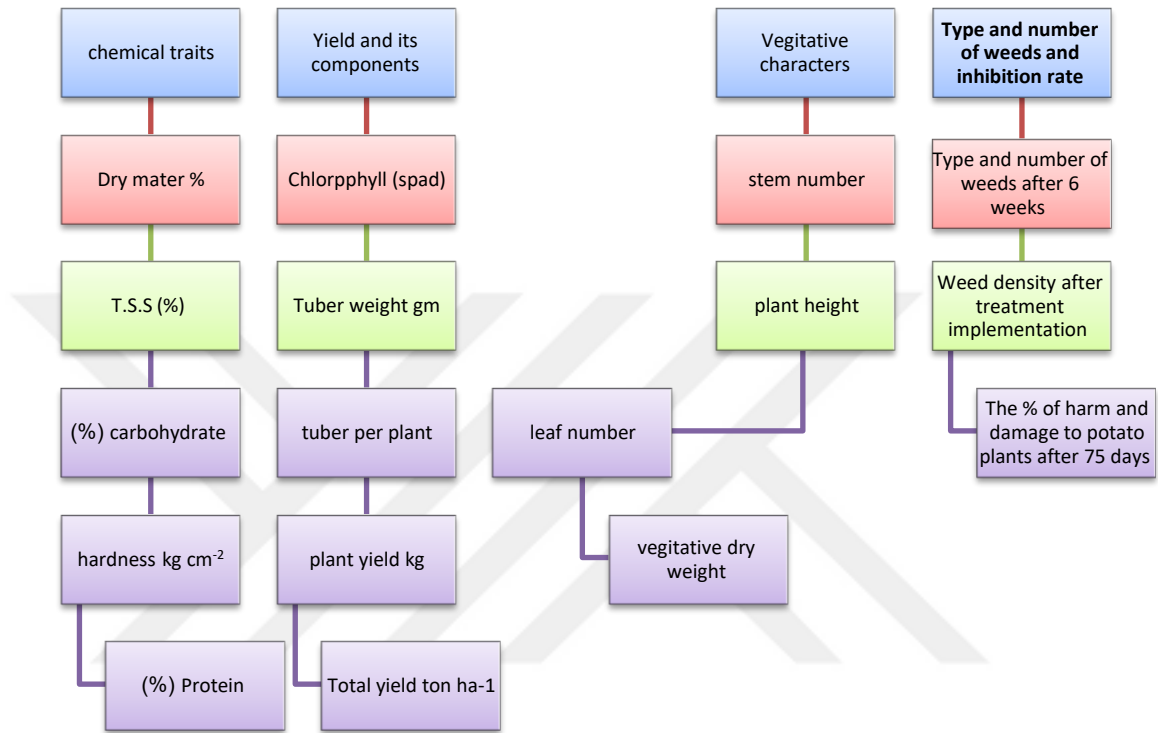 chemical traits
Yield and its
components
Vegitative
characters
Type and number
of weeds and
inhibition rate
Dry mater %
Chlorpphyll (spad)
stem number
Type and number of
weeds after 6
weeks
T.S.S (%)
Tuber weight gm
plant height
Weed density after
treatment
implementation
(%) carbohydrate
tuber per plant
leaf number
The % of harm and
damage to potato
plants after 75 days
hardness kg cm⁻²
plant yield kg
vegitative dry
weight
(%) Protein
Total yield ton ha-1